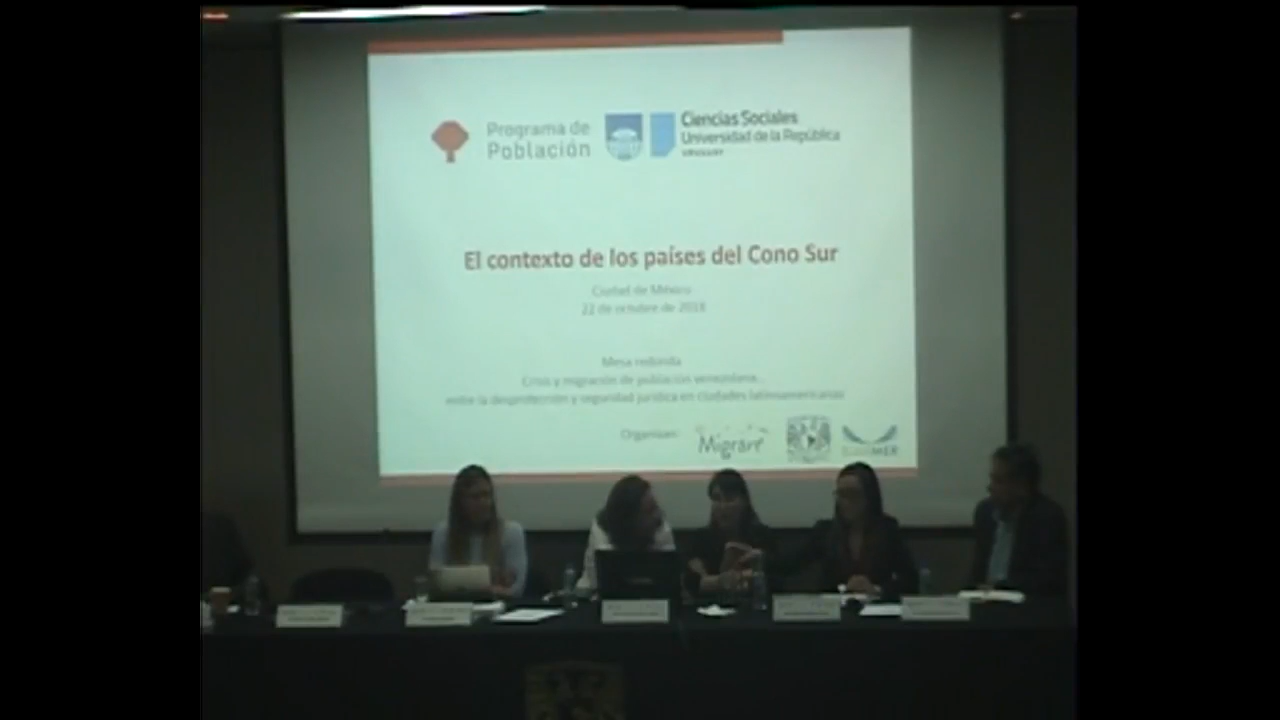 Programa de
Población
Ciencias Sociales
Universidad de la República
URUGUAY
El contexto de los países del Cono Sur
Ciudad de México
22 de octubre de 2018
Mesa redonda
Crisis y migración de población venezolana...
entre la desprotección y seguridad jurídica en ciudades latinoamericanas
Organizan:
Migrare